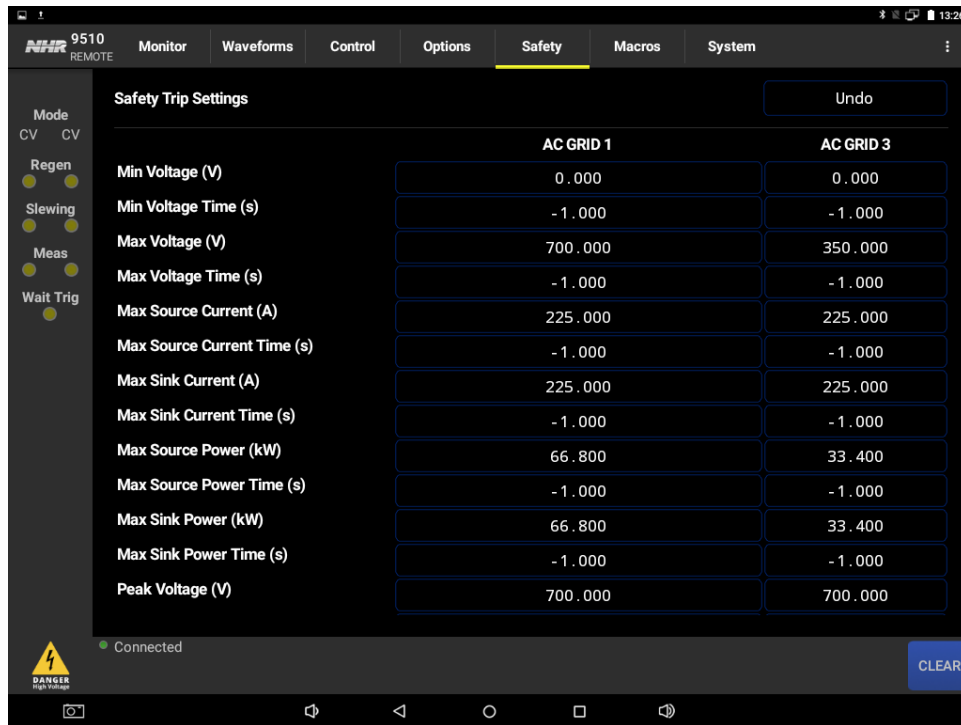 13:26
NHR 9510
REMOTE
Monitor Waveforms Control Options Safety Macros System
Safety Trip Settings
Undo
Mode
CV CV
Regen
Slewing
Meas
Wait Trig
AC GRID 1 AC GRID 3
Min Voltage (V) 0.000 0.000
Min Voltage Time (s) -1.000 -1.000
Max Voltage (V) 700.000 350.000
Max Voltage Time (s) -1.000 -1.000
Max Source Current (A) 225.000 225.000
Max Source Current Time (s) -1.000 -1.000
Max Sink Current (A) 225.000 225.000
Max Sink Current Time (s) -1.000 -1.000
Max Source Power (kW) 66.800 33.400
Max Source Power Time (s) -1.000 -1.000
Max Sink Power (kW) 66.800 33.400
Max Sink Power Time (s) -1.000 -1.000
Peak Voltage (V) 700.000 700.000
Connected
DANGER
High Voltage
CLEAR